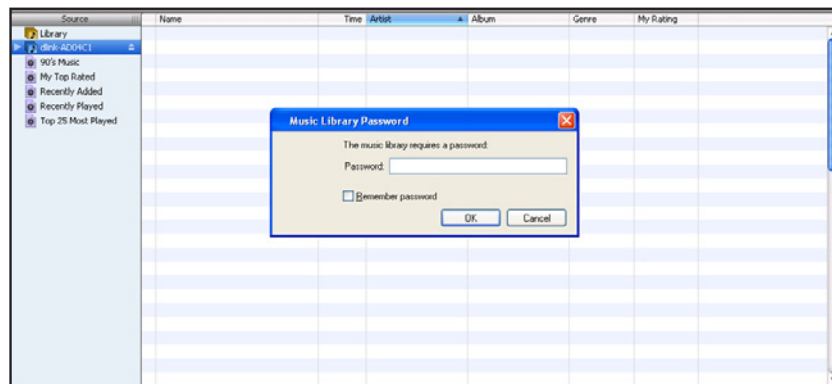 Source Name Time Artist Album Genre My Rating
Library
dlink-AD04C1
90's Music
My Top Rated
Recently Added
Recently Played
Top 25 Most Played
Music Library Password
The music library requires a password:
Password:
Remember password
OK Cancel